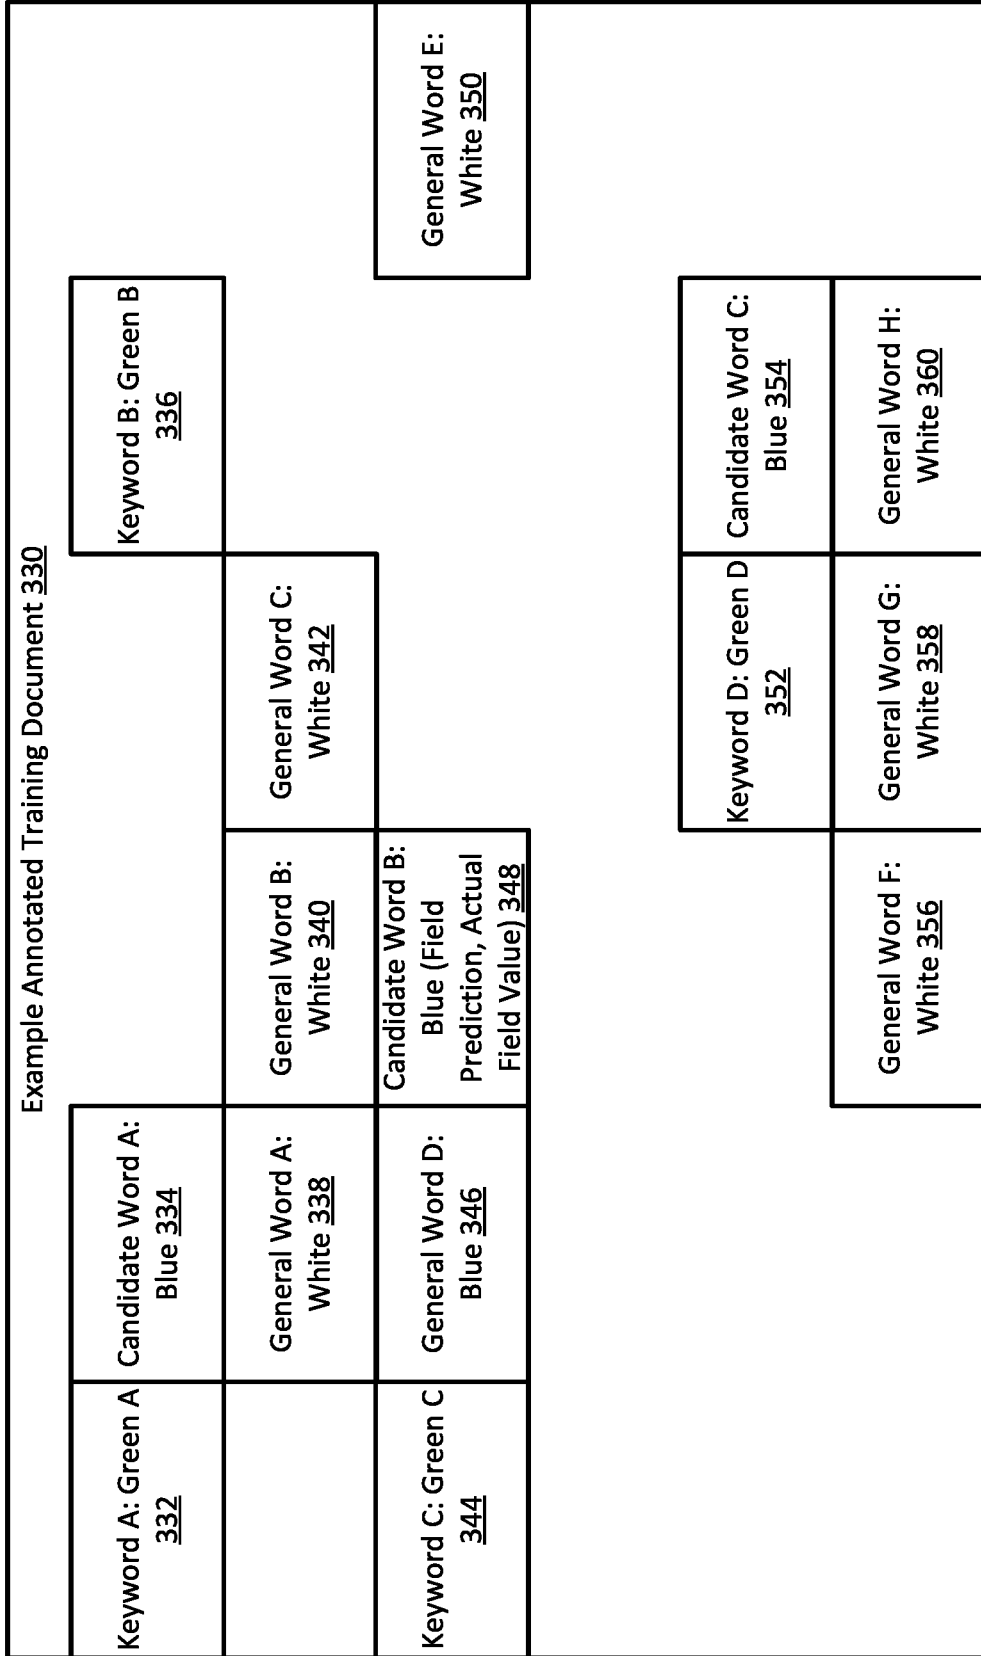 Example Annotated Training Document 330
Keyword A: Green A
332
Candidate Word A:
Blue 334
Keyword B: Green B
336
General Word A:
White 338
General Word B:
White 340
General Word C:
White 342
Keyword C: Green C
344
General Word D:
Blue 346
Candidate Word B:
Blue (Field
Prediction, Actual
Field Value) 348
General Word E:
White 350
Keyword D: Green D
352
Candidate Word C:
Blue 354
General Word F:
White 356
General Word G:
White 358
General Word H:
White 360